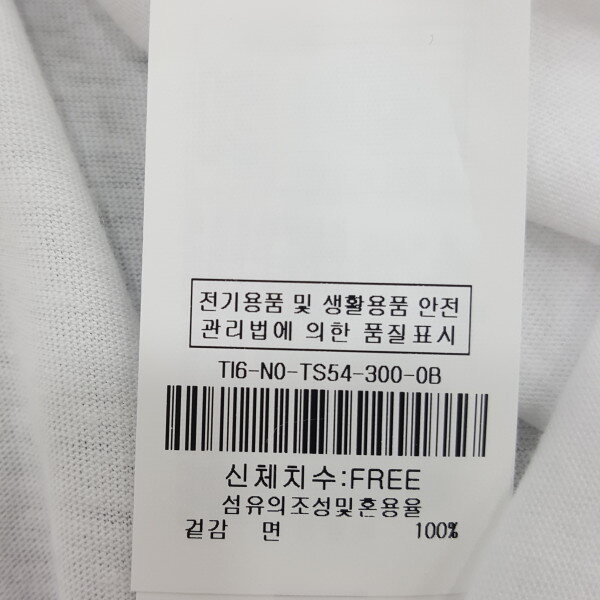 전기용품 및 생활용품 안전
관리법에 의한 품질표시
TI6-N0-TS54-300-0B
신체치수:FREE
섬유의조성및혼용율
겉감 면 100%